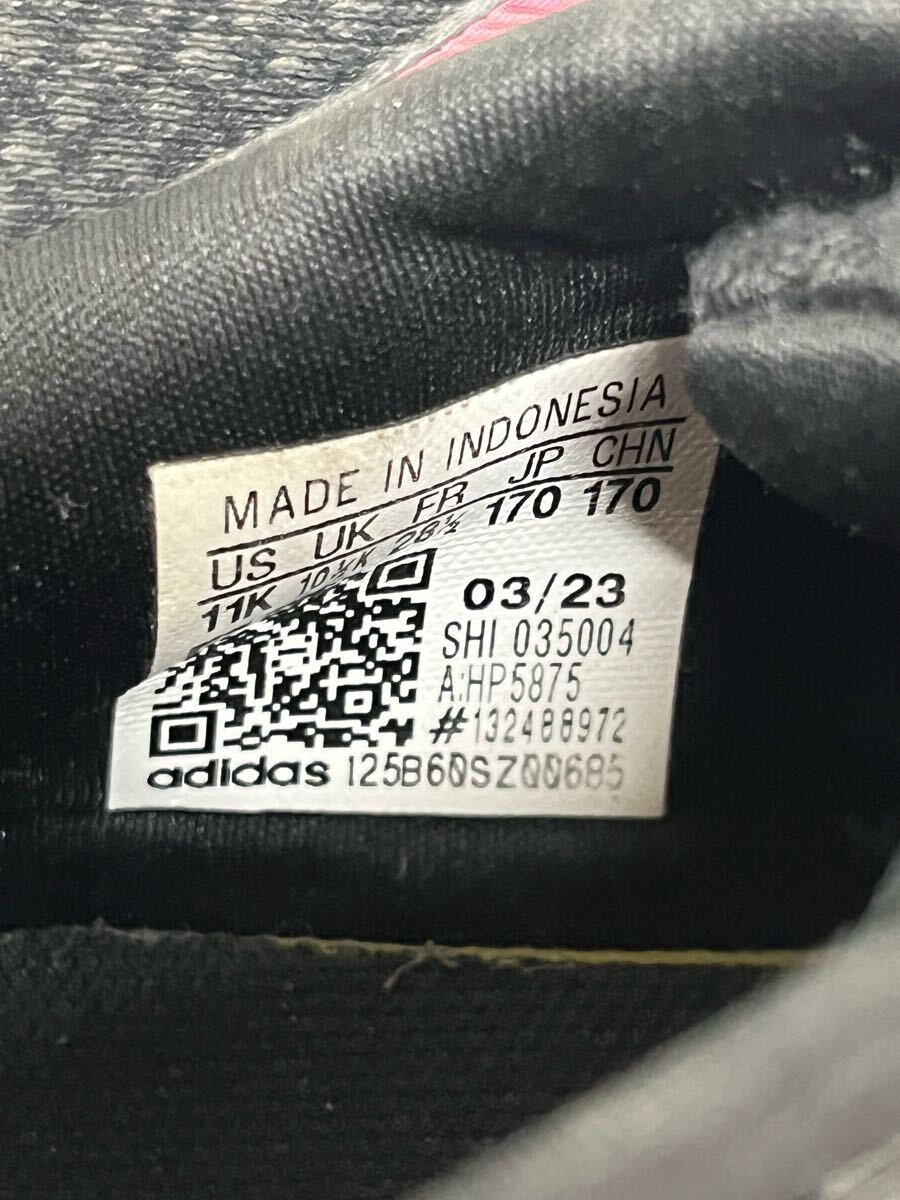 MADE IN INDONESIA
US UK FR JP CHN
11K 10½K 28½ 170 170
03/23
SHI 035004
A:HP5875
#132488972
adidas 125B60SZ00685